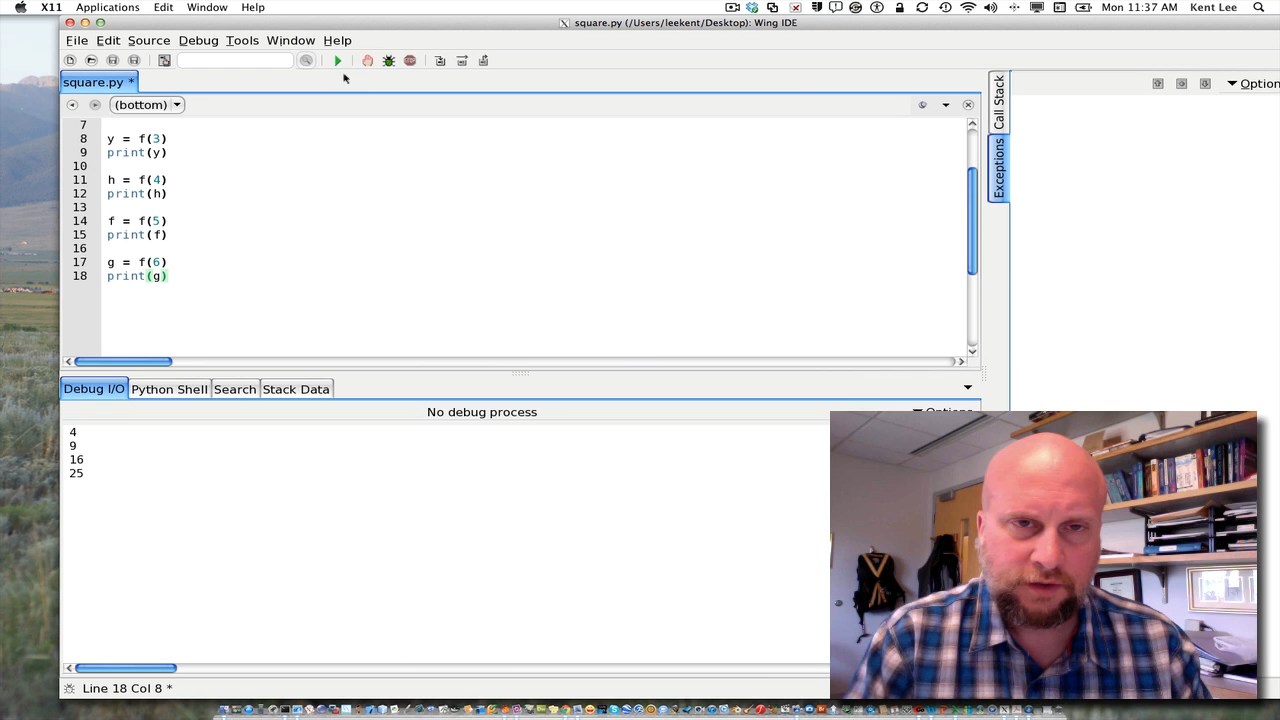 X11 Applications Edit Window Help Mon 11:37 AM Kent Lee
square.py (/Users/leekent/Desktop): Wing IDE
File Edit Source Debug Tools Window Help
square.py *
(bottom)
7
8 y = f(3)
9 print(y)
10
11 h = f(4)
12 print(h)
13
14 f = f(5)
15 print(f)
16
17 g = f(6)
18 print(g)
Call Stack
Exceptions
Option
Debug I/O Python Shell Search Stack Data
No debug process
Options
4
9
16
25
Line 18 Col 8 *